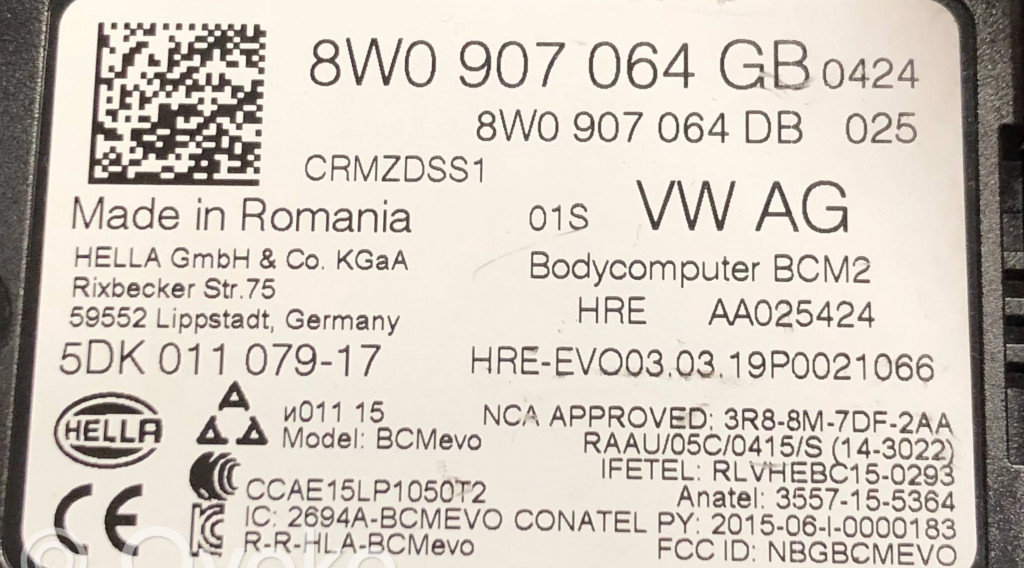 8W0 907 064 GB 0424
8W0 907 064 DB 025
CRMZDSS1
Made in Romania
01S VW AG
HELLA GmbH & Co. KGaA
Bodycomputer BCM2
Rixbecker Str.75
HRE AA025424
59552 Lippstadt, Germany
5DK 011 079-17
HRE-EVO03.03.19P0021066
HELLA
и011 15
NCA APPROVED: 3R8-8M-7DF-2AA
Model: BCMevo
RAAU/05C/0415/S (14-3022)
IFETEL: RLVHEBC15-0293
CCAE15LP1050T2
Anatel: 3557-15-5364
CE
IC: 2694A-BCMEVO CONATEL PY: 2015-06-I-0000183
R-R-HLA-BCMevo
FCC ID: NBGBCMEVO
Ovoko